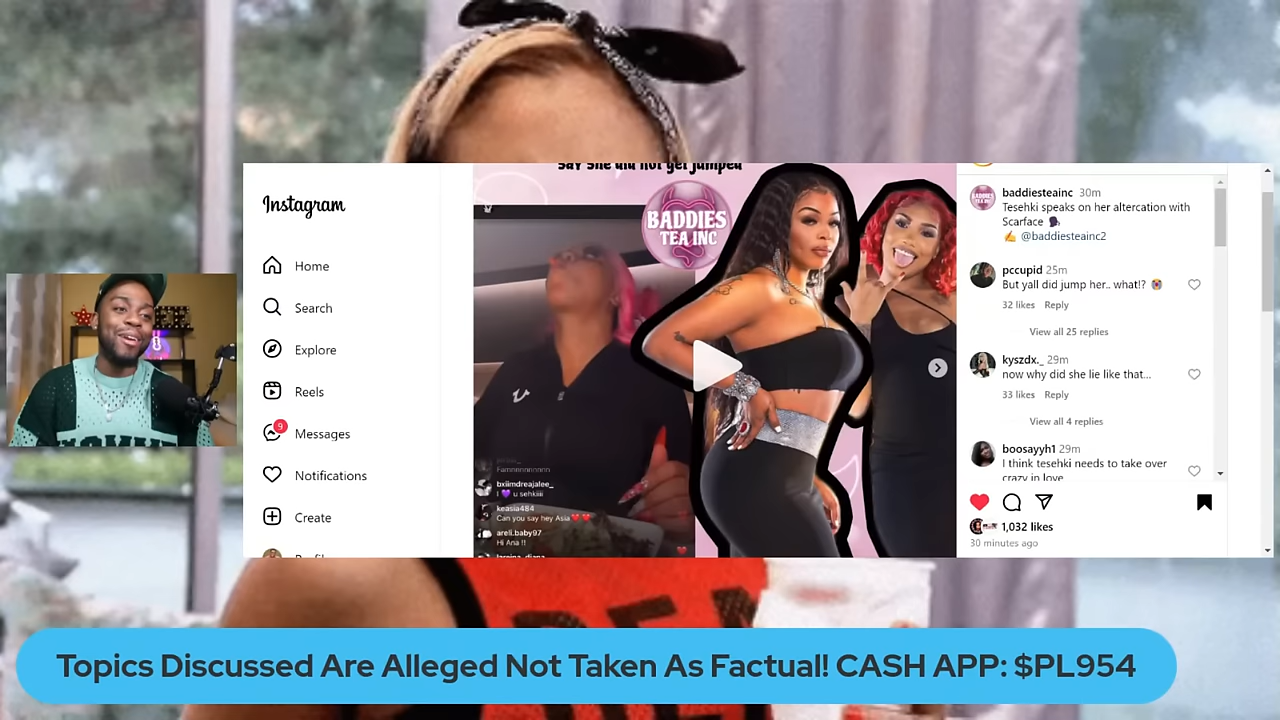 say she did not get jumped
Instagram
Home
Search
Explore
Reels
9
Messages
Notifications
Create
BADDIES
TEA INC
Famnnnnnnnn
bxiimdreajalee_
I 💜 u sehkiiii
keasia484
Can you say hey Asia ❤️❤️
areli.baby97
Hi Ana !!
baddiesteainc 30m
Tesehki speaks on her altercation with
Scarface 🗣
✍️ @baddiesteainc2
pccupid 25m
But yall did jump her.. what!? 😭
32 likes Reply
View all 25 replies
kyszdx._ 29m
now why did she lie like that...
33 likes Reply
View all 4 replies
boosayyh1 29m
I think tesehki needs to take over
crazy in love
1,032 likes
30 minutes ago
Topics Discussed Are Alleged Not Taken As Factual! CASH APP: $PL954